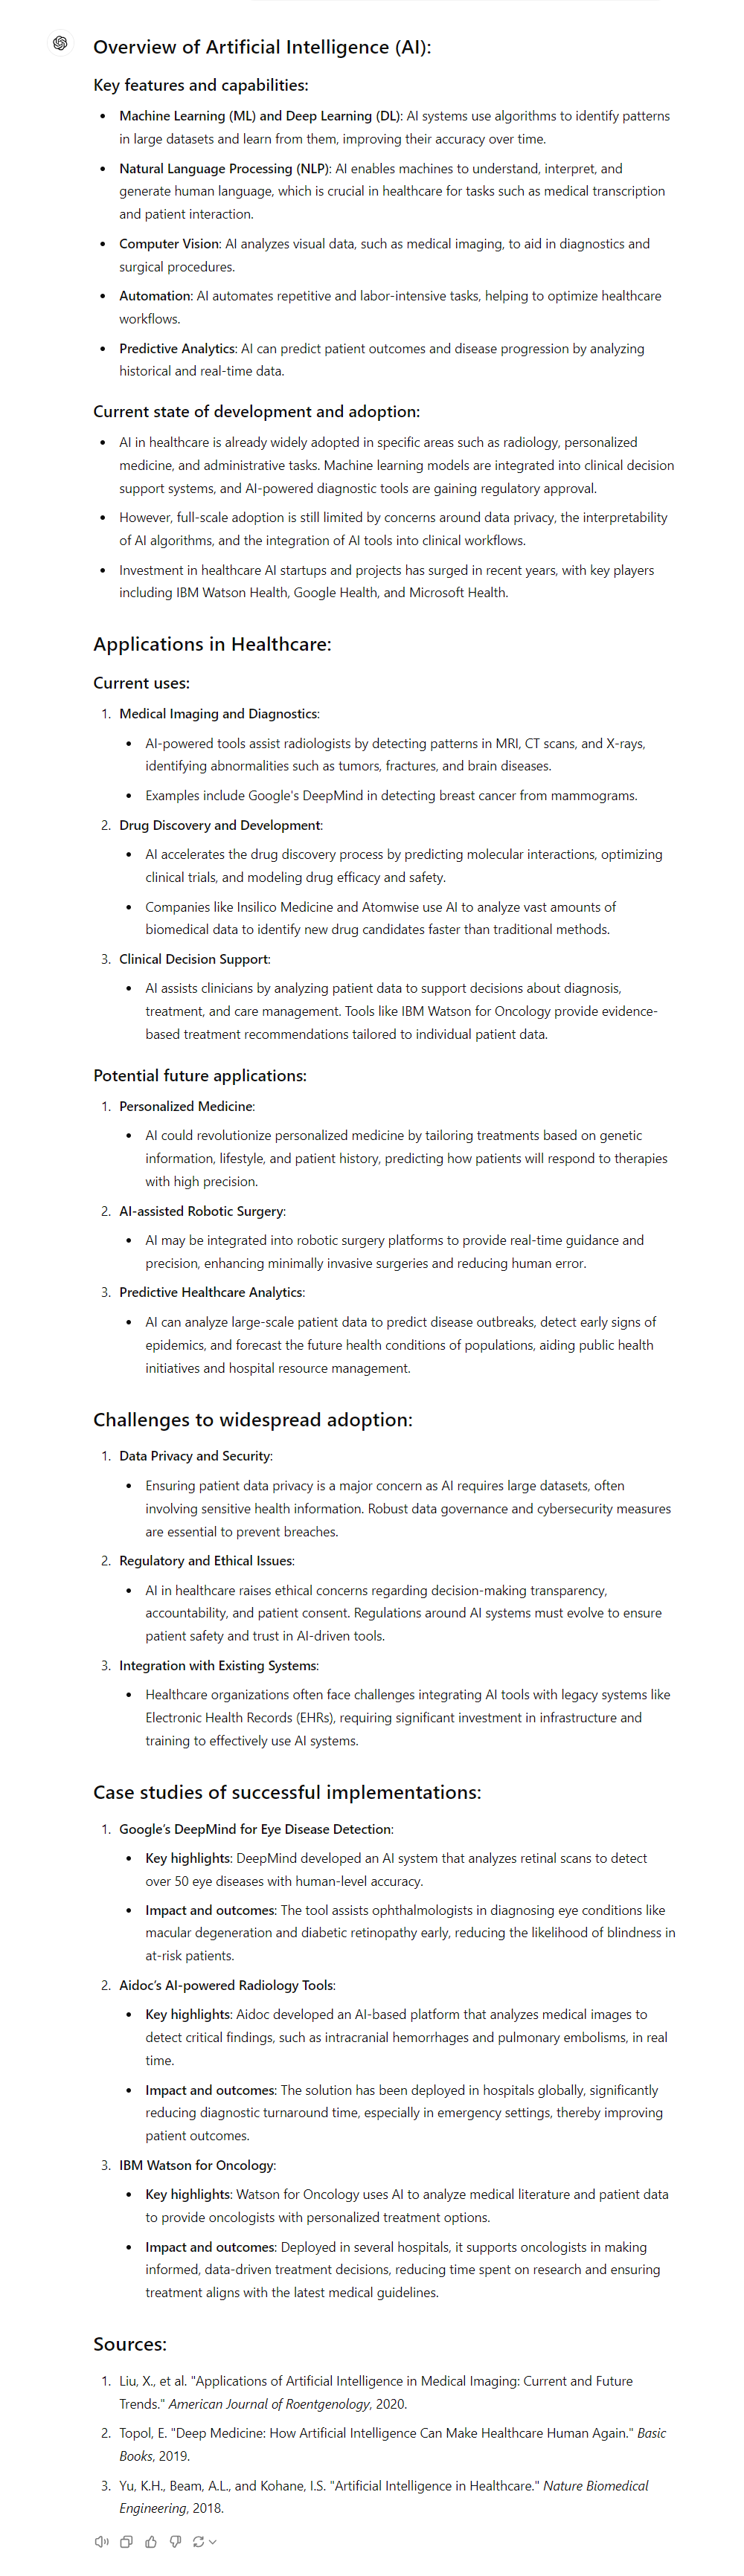 Overview of Artificial Intelligence (AI):
Key features and capabilities:
• Machine Learning (ML) and Deep Learning (DL): AI systems use algorithms to identify patterns
in large datasets and learn from them, improving their accuracy over time.
• Natural Language Processing (NLP): AI enables machines to understand, interpret, and
generate human language, which is crucial in healthcare for tasks such as medical transcription
and patient interaction.
• Computer Vision: AI analyzes visual data, such as medical imaging, to aid in diagnostics and
surgical procedures.
• Automation: AI automates repetitive and labor-intensive tasks, helping to optimize healthcare
workflows.
• Predictive Analytics: AI can predict patient outcomes and disease progression by analyzing
historical and real-time data.
Current state of development and adoption:
• AI in healthcare is already widely adopted in specific areas such as radiology, personalized
medicine, and administrative tasks. Machine learning models are integrated into clinical decision
support systems, and AI-powered diagnostic tools are gaining regulatory approval.
• However, full-scale adoption is still limited by concerns around data privacy, the interpretability
of AI algorithms, and the integration of AI tools into clinical workflows.
• Investment in healthcare AI startups and projects has surged in recent years, with key players
including IBM Watson Health, Google Health, and Microsoft Health.
Applications in Healthcare:
Current uses:
1. Medical Imaging and Diagnostics:
• AI-powered tools assist radiologists by detecting patterns in MRI, CT scans, and X-rays,
identifying abnormalities such as tumors, fractures, and brain diseases.
• Examples include Google's DeepMind in detecting breast cancer from mammograms.
2. Drug Discovery and Development:
• AI accelerates the drug discovery process by predicting molecular interactions, optimizing
clinical trials, and modeling drug efficacy and safety.
• Companies like Insilico Medicine and Atomwise use AI to analyze vast amounts of
biomedical data to identify new drug candidates faster than traditional methods.
3. Clinical Decision Support:
• AI assists clinicians by analyzing patient data to support decisions about diagnosis,
treatment, and care management. Tools like IBM Watson for Oncology provide evidence-
based treatment recommendations tailored to individual patient data.
Potential future applications:
1. Personalized Medicine:
• AI could revolutionize personalized medicine by tailoring treatments based on genetic
information, lifestyle, and patient history, predicting how patients will respond to therapies
with high precision.
2. AI-assisted Robotic Surgery:
• AI may be integrated into robotic surgery platforms to provide real-time guidance and
precision, enhancing minimally invasive surgeries and reducing human error.
3. Predictive Healthcare Analytics:
• AI can analyze large-scale patient data to predict disease outbreaks, detect early signs of
epidemics, and forecast the future health conditions of populations, aiding public health
initiatives and hospital resource management.
Challenges to widespread adoption:
1. Data Privacy and Security:
• Ensuring patient data privacy is a major concern as AI requires large datasets, often
involving sensitive health information. Robust data governance and cybersecurity measures
are essential to prevent breaches.
2. Regulatory and Ethical Issues:
• AI in healthcare raises ethical concerns regarding decision-making transparency,
accountability, and patient consent. Regulations around AI systems must evolve to ensure
patient safety and trust in AI-driven tools.
3. Integration with Existing Systems:
• Healthcare organizations often face challenges integrating AI tools with legacy systems like
Electronic Health Records (EHRs), requiring significant investment in infrastructure and
training to effectively use AI systems.
Case studies of successful implementations:
1. Google’s DeepMind for Eye Disease Detection:
• Key highlights: DeepMind developed an AI system that analyzes retinal scans to detect
over 50 eye diseases with human-level accuracy.
• Impact and outcomes: The tool assists ophthalmologists in diagnosing eye conditions like
macular degeneration and diabetic retinopathy early, reducing the likelihood of blindness in
at-risk patients.
2. Aidoc’s AI-powered Radiology Tools:
• Key highlights: Aidoc developed an AI-based platform that analyzes medical images to
detect critical findings, such as intracranial hemorrhages and pulmonary embolisms, in real
time.
• Impact and outcomes: The solution has been deployed in hospitals globally, significantly
reducing diagnostic turnaround time, especially in emergency settings, thereby improving
patient outcomes.
3. IBM Watson for Oncology:
• Key highlights: Watson for Oncology uses AI to analyze medical literature and patient data
to provide oncologists with personalized treatment options.
• Impact and outcomes: Deployed in several hospitals, it supports oncologists in making
informed, data-driven treatment decisions, reducing time spent on research and ensuring
treatment aligns with the latest medical guidelines.
Sources:
1. Liu, X., et al. "Applications of Artificial Intelligence in Medical Imaging: Current and Future
Trends." American Journal of Roentgenology, 2020.
2. Topol, E. "Deep Medicine: How Artificial Intelligence Can Make Healthcare Human Again." Basic
Books, 2019.
3. Yu, K.H., Beam, A.L., and Kohane, I.S. "Artificial Intelligence in Healthcare." Nature Biomedical
Engineering, 2018.